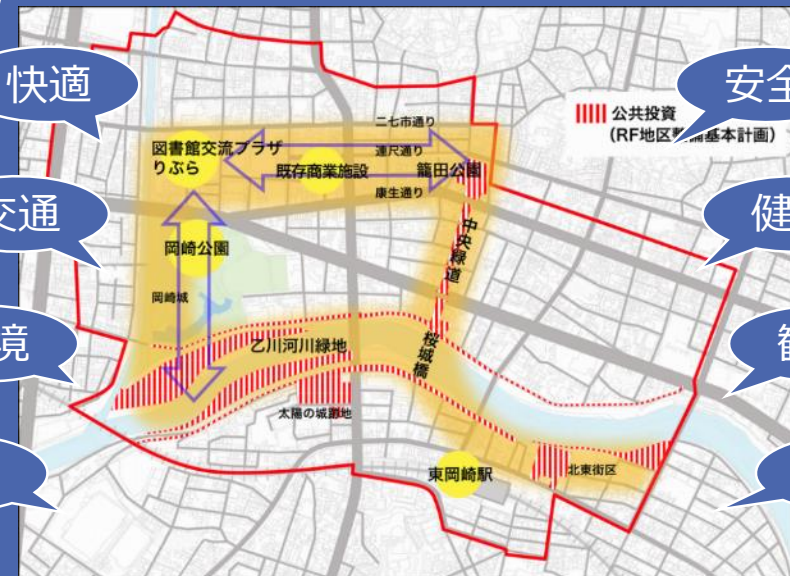 快適
交通
境
安全
健
公共投資
(RF地区整備基本計画)
二七市通り
図書館交流プラザ
りぶら
連尺通り
既存商業施設
籠田公園
康生通り
岡崎公園
中央緑道
岡崎城
乙川河川緑地
桜城橋
太陽の城跡地
東岡崎駅
北東街区